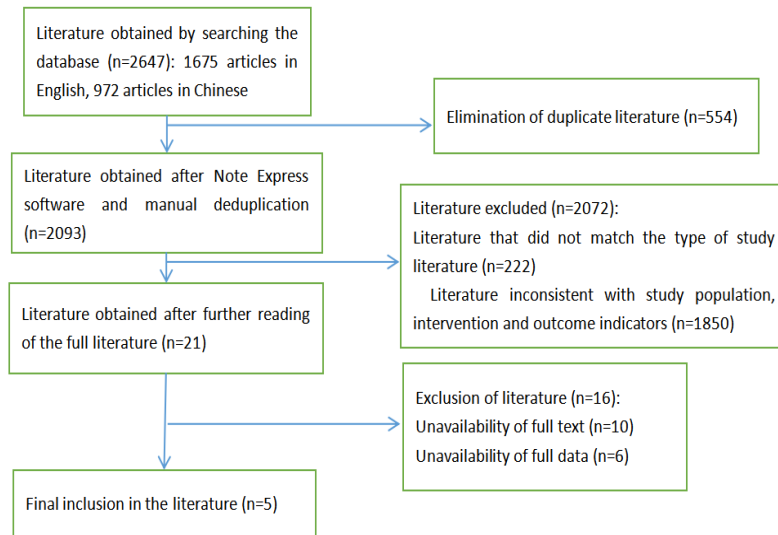 Literature obtained by searching the
database (n=2647): 1675 articles in
English, 972 articles in Chinese
Elimination of duplicate literature (n=554)
Literature obtained after Note Express
software and manual deduplication
(n=2093)
Literature excluded (n=2072):
Literature that did not match the type of study
literature (n=222)
Literature inconsistent with study population,
intervention and outcome indicators (n=1850)
Literature obtained after further reading
of the full literature (n=21)
Exclusion of literature (n=16):
Unavailability of full text (n=10)
Unavailability of full data (n=6)
Final inclusion in the literature (n=5)